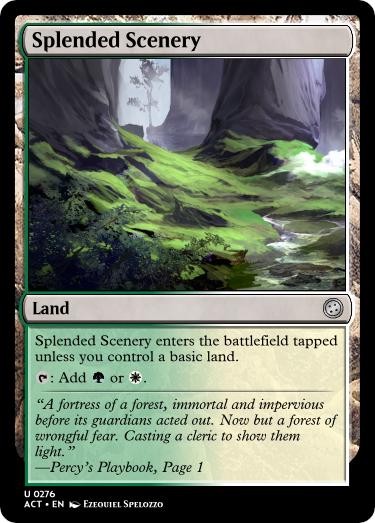 Splended Scenery
Land
Splended Scenery enters the battlefield tapped
unless you control a basic land.
: Add or .
“A fortress of a forest, immortal and impervious
before its guardians acted out. Now but a forest of
wrongful fear. Casting a cleric to show them
light.”
—Percy's Playbook, Page 1
U 0276
ACT • EN Ezequiel Spelozzo